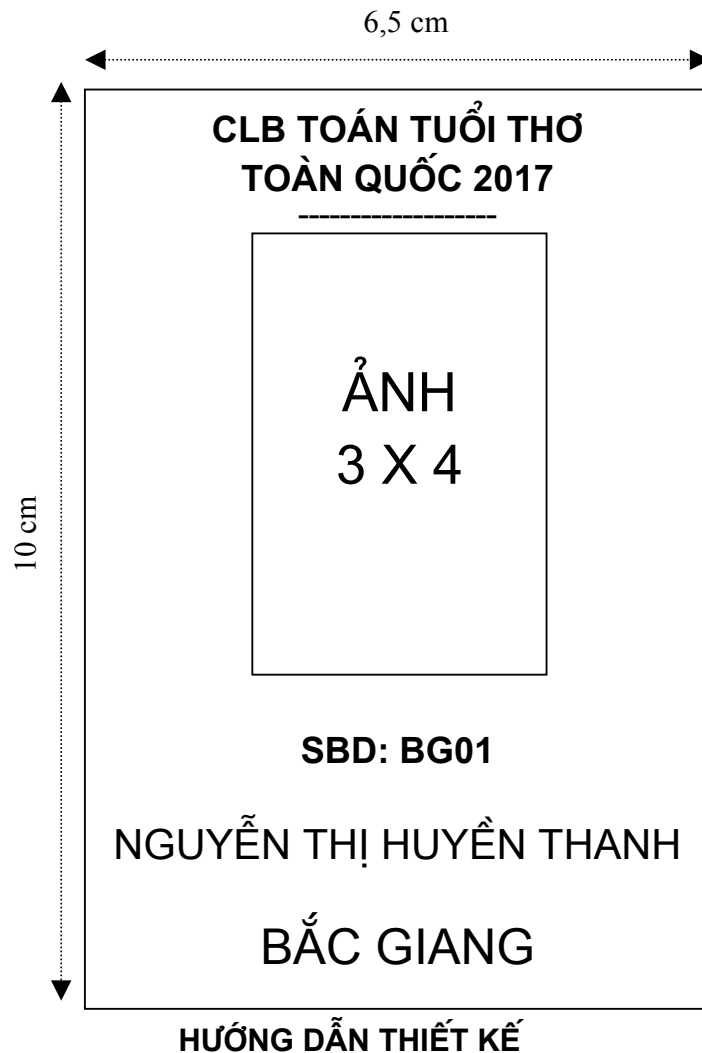 6,5 cm
CLB TOÁN TUỔI THƠ
TOÀN QUỐC 2017
-------------------
ẢNH
3 X 4
10 cm
SBD: BG01
NGUYỄN THỊ HUYỀN THANH
BẮC GIANG
HƯỚNG DẪN THIẾT KẾ